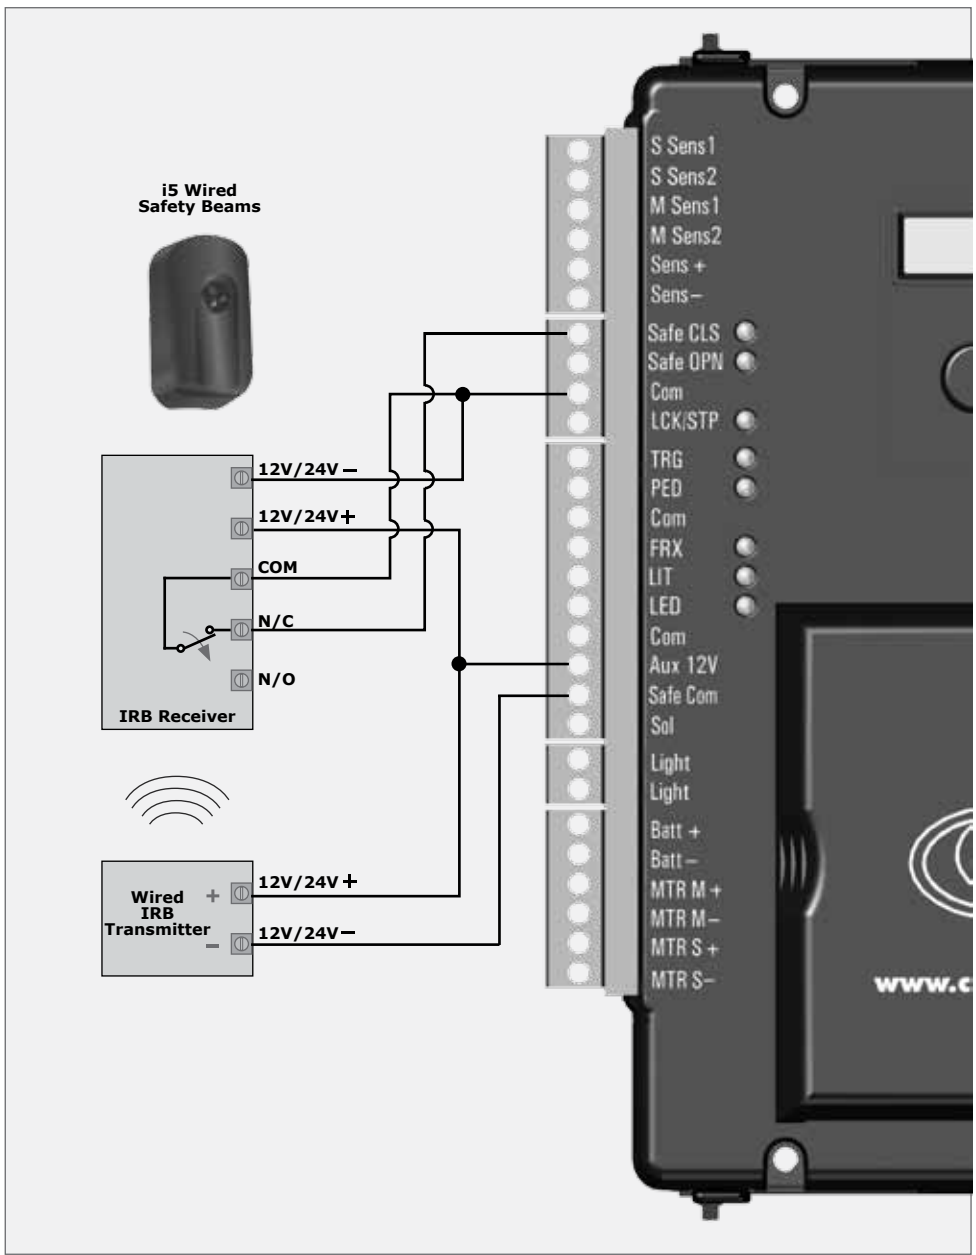 i5 Wired
Safety Beams
12V/24V –
12V/24V +
COM
N/C
N/O
IRB Receiver
Wired
IRB
Transmitter
+
–
12V/24V +
12V/24V –
S Sens1
S Sens2
M Sens1
M Sens2
Sens +
Sens–
Safe CLS
Safe OPN
Com
LCK/STP
TRG
PED
Com
FRX
LIT
LED
Com
Aux 12V
Safe Com
Sol
Light
Light
Batt +
Batt –
MTR M +
MTR M –
MTR S +
MTR S–
www.c